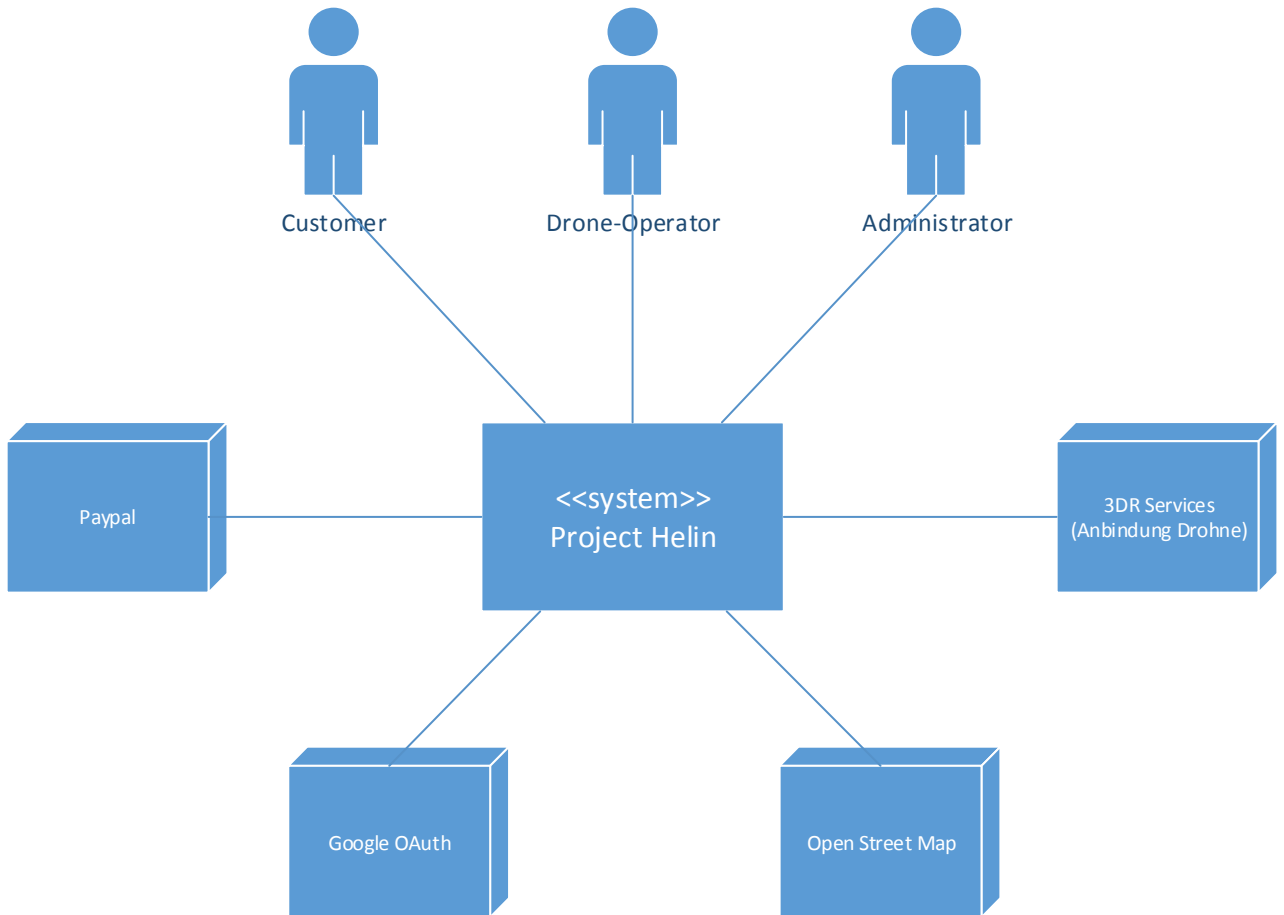 Customer
Drone-Operator
Administrator
Paypal
<<system>>
Project Helin
3DR Services
(Anbindung Drohne)
Google OAuth
Open Street Map